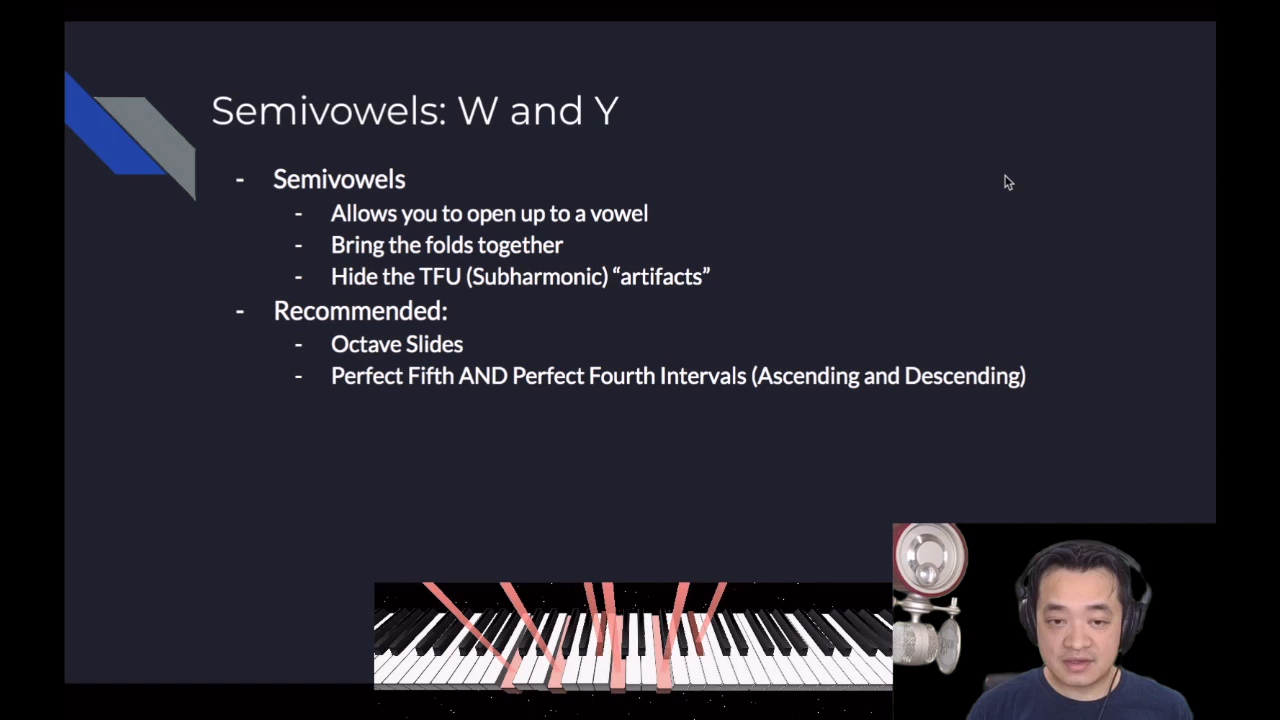 Semivowels: W and Y
- Semivowels
- Allows you to open up to a vowel
- Bring the folds together
- Hide the TFU (Subharmonic) “artifacts”
- Recommended:
- Octave Slides
- Perfect Fifth AND Perfect Fourth Intervals (Ascending and Descending)